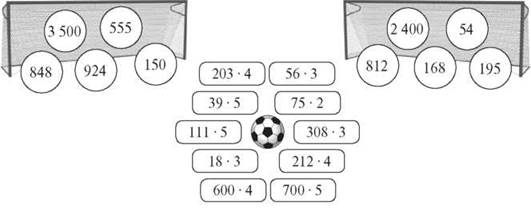 3 500 555
848 924 150
2 400 54
812 168 195
203 · 4 56 · 3
39 · 5 75 · 2
111 · 5 308 · 3
18 · 3 212 · 4
600 · 4 700 · 5